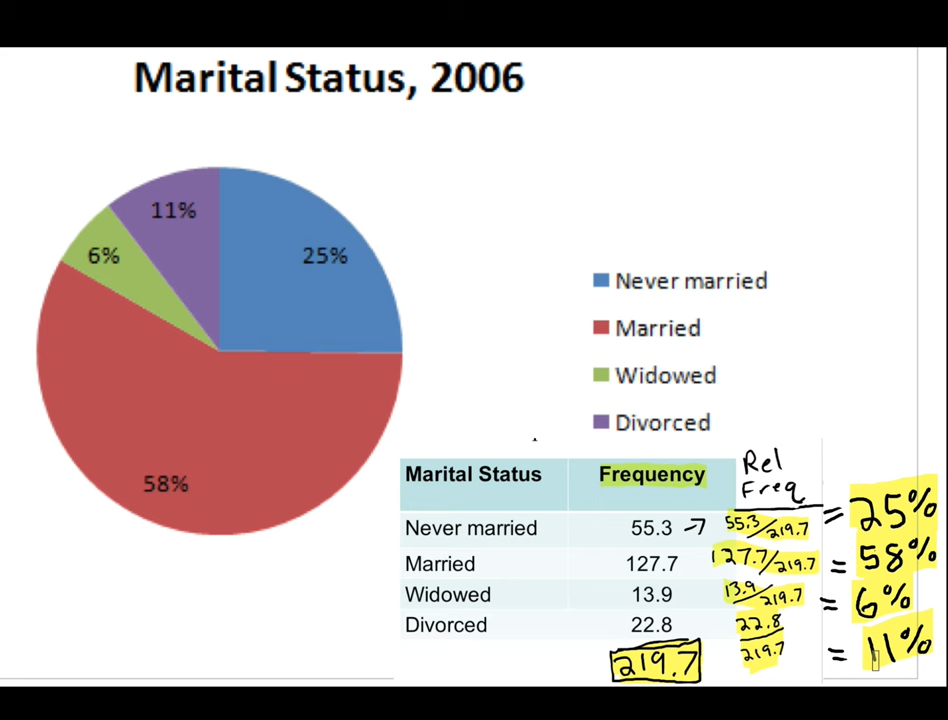 Marital Status, 2006
11%
25%
6%
58%
Never married
Married
Widowed
Divorced
Marital Status Frequency Rel Freq
Never married 55.3 → 55.3/219.7 = 25%
Married 127.7 127.7/219.7 = 58%
Widowed 13.9 13.9/219.7 = 6%
Divorced 22.8 22.8/219.7 = 11%
219.7